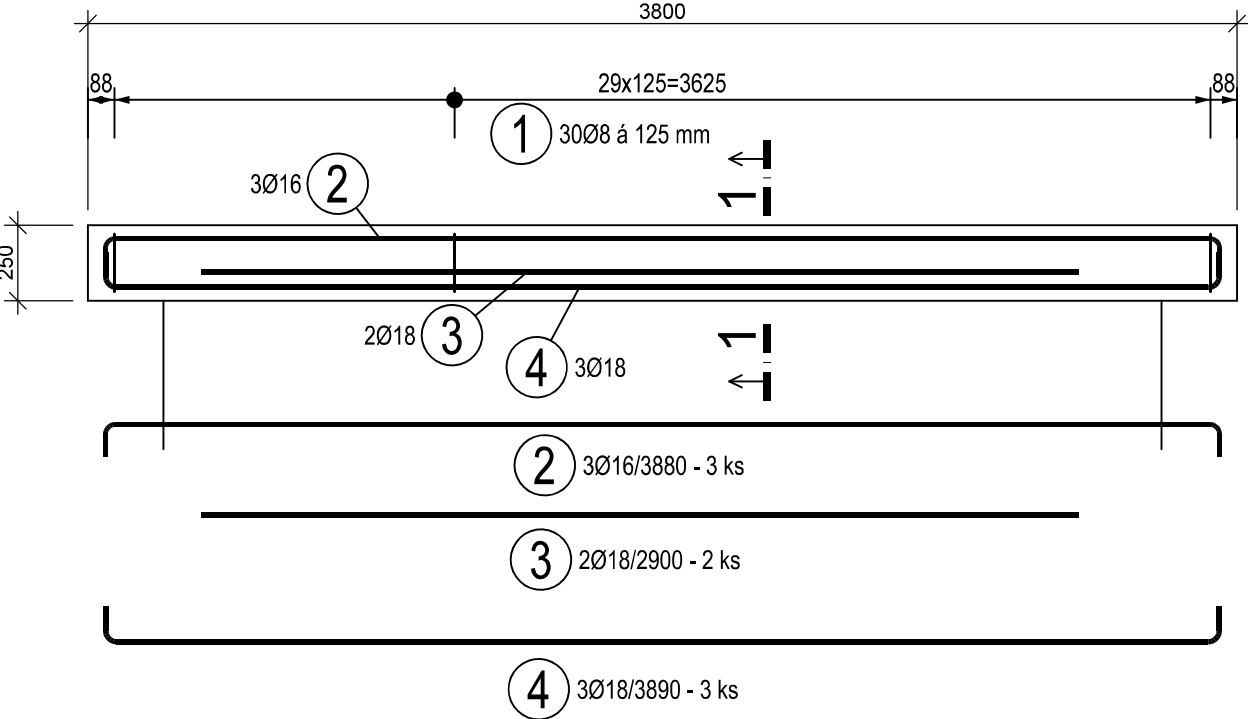 3800
88
29x125=3625
88
1 30Ø8 á 125 mm
3Ø16 2
1
250
2Ø18 3
1
4 3Ø18
2 3Ø16/3880 - 3 ks
3 2Ø18/2900 - 2 ks
4 3Ø18/3890 - 3 ks